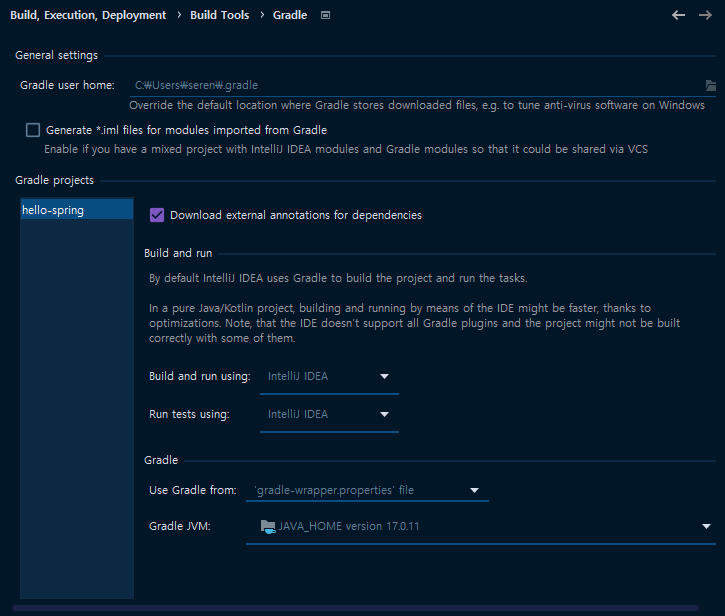 Build, Execution, Deployment › Build Tools › Gradle
General settings
Gradle user home: C:₩Users₩seren₩.gradle
Override the default location where Gradle stores downloaded files, e.g. to tune anti-virus software on Windows
Generate *.iml files for modules imported from Gradle
Enable if you have a mixed project with IntelliJ IDEA modules and Gradle modules so that it could be shared via VCS
Gradle projects
hello-spring
Download external annotations for dependencies
Build and run
By default IntelliJ IDEA uses Gradle to build the project and run the tasks.
In a pure Java/Kotlin project, building and running by means of the IDE might be faster, thanks to
optimizations. Note, that the IDE doesn't support all Gradle plugins and the project might not be built
correctly with some of them.
Build and run using: IntelliJ IDEA
Run tests using: IntelliJ IDEA
Gradle
Use Gradle from: 'gradle-wrapper.properties' file
Gradle JVM: JAVA_HOME version 17.0.11